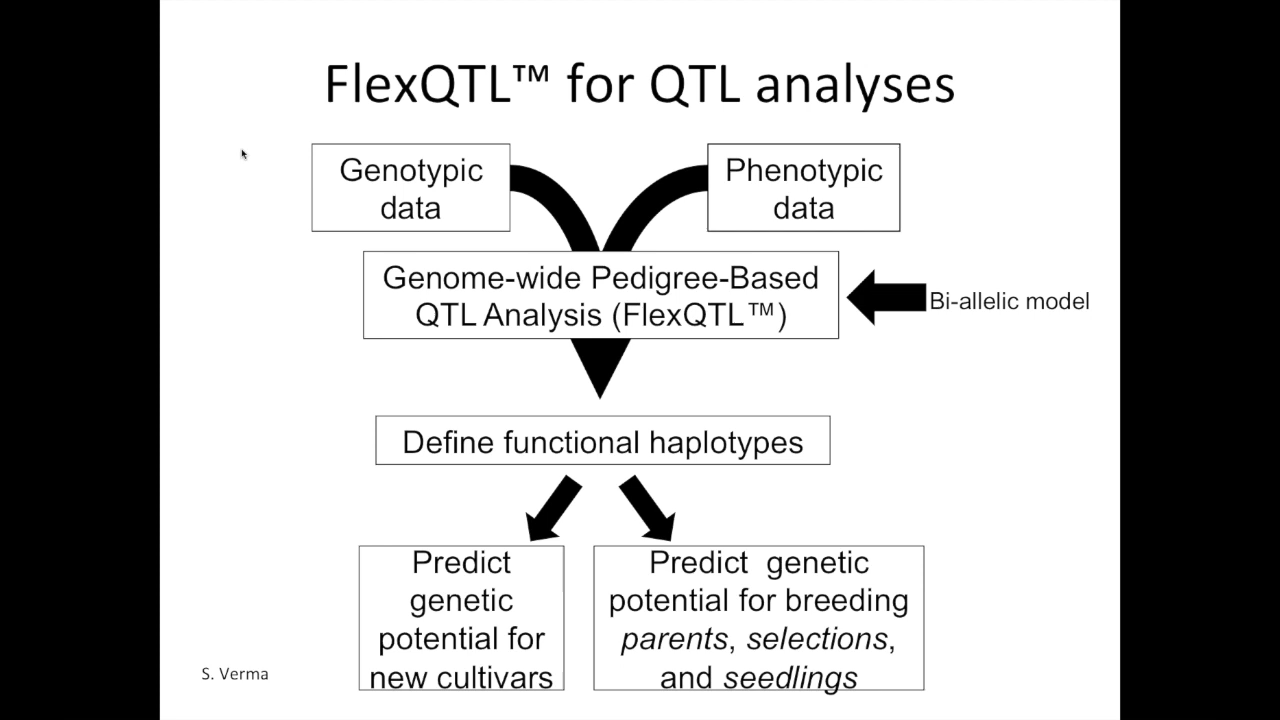 FlexQTL™ for QTL analyses
Genotypic
data
Phenotypic
data
Genome-wide Pedigree-Based
QTL Analysis (FlexQTL™)
Bi-allelic model
Define functional haplotypes
Predict
genetic
potential for
new cultivars
Predict genetic
potential for breeding
parents, selections,
and seedlings
S. Verma